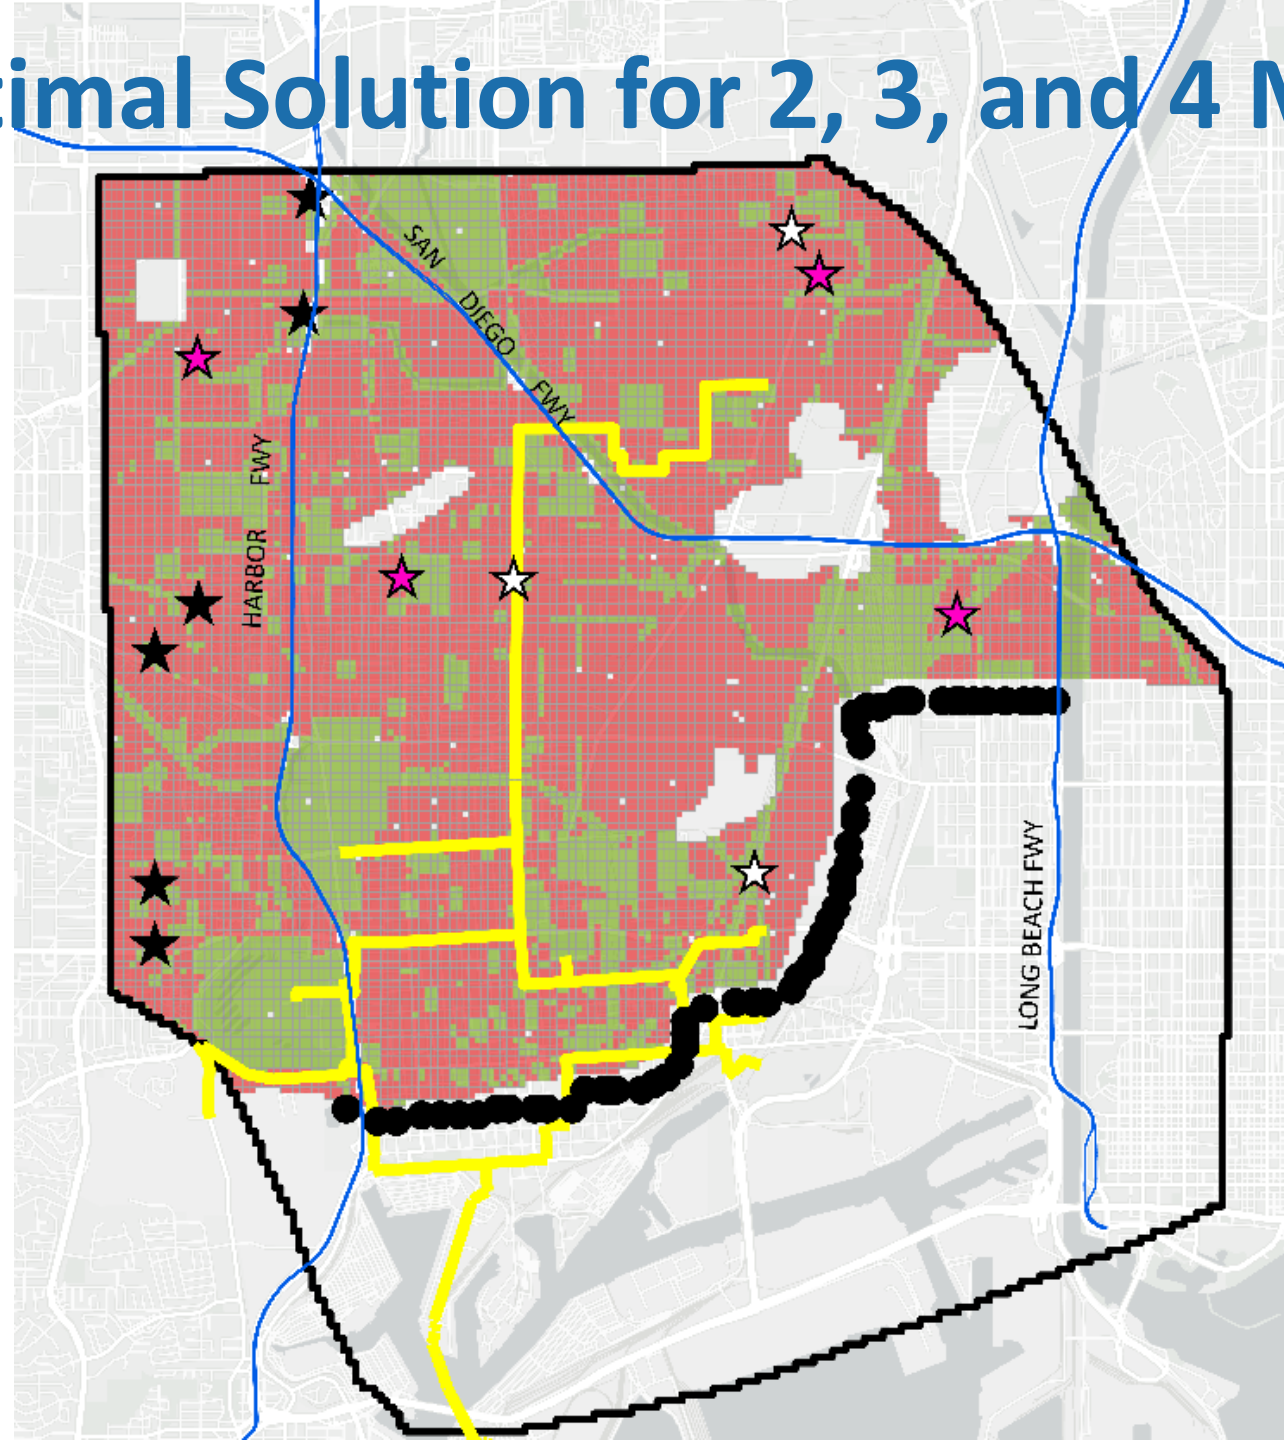 timal Solution for 2, 3, and 4 M
SAN DIEGO FWY
HARBOR FWY
LONG BEACH FWY